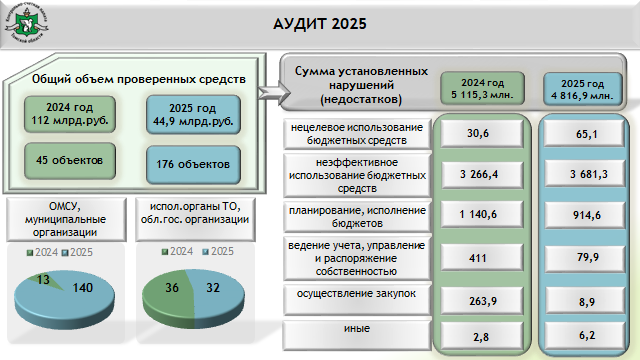 Контрольно-счетная палата
Томской области
АУДИТ 2025
Общий объем проверенных средств
2024 год
112 млрд.руб.
2025 год
44,9 млрд.руб.
45 объектов
176 объектов
ОМСУ,
муниципальные
организации
2024 2025
13
140
испол.органы ТО,
обл.гос. организации
2024 2025
36
32
Сумма установленных
нарушений
(недостатков)
2024 год
5 115,3 млн.
2025 год
4 816,9 млн.
нецелевое использование
бюджетных средств
30,6
65,1
неэффективное
использование бюджетных
средств
3 266,4
3 681,3
планирование, исполнение
бюджетов
1 140,6
914,6
ведение учета, управление
и распоряжение
собственностью
411
79,9
осуществление закупок
263,9
8,9
иные
2,8
6,2